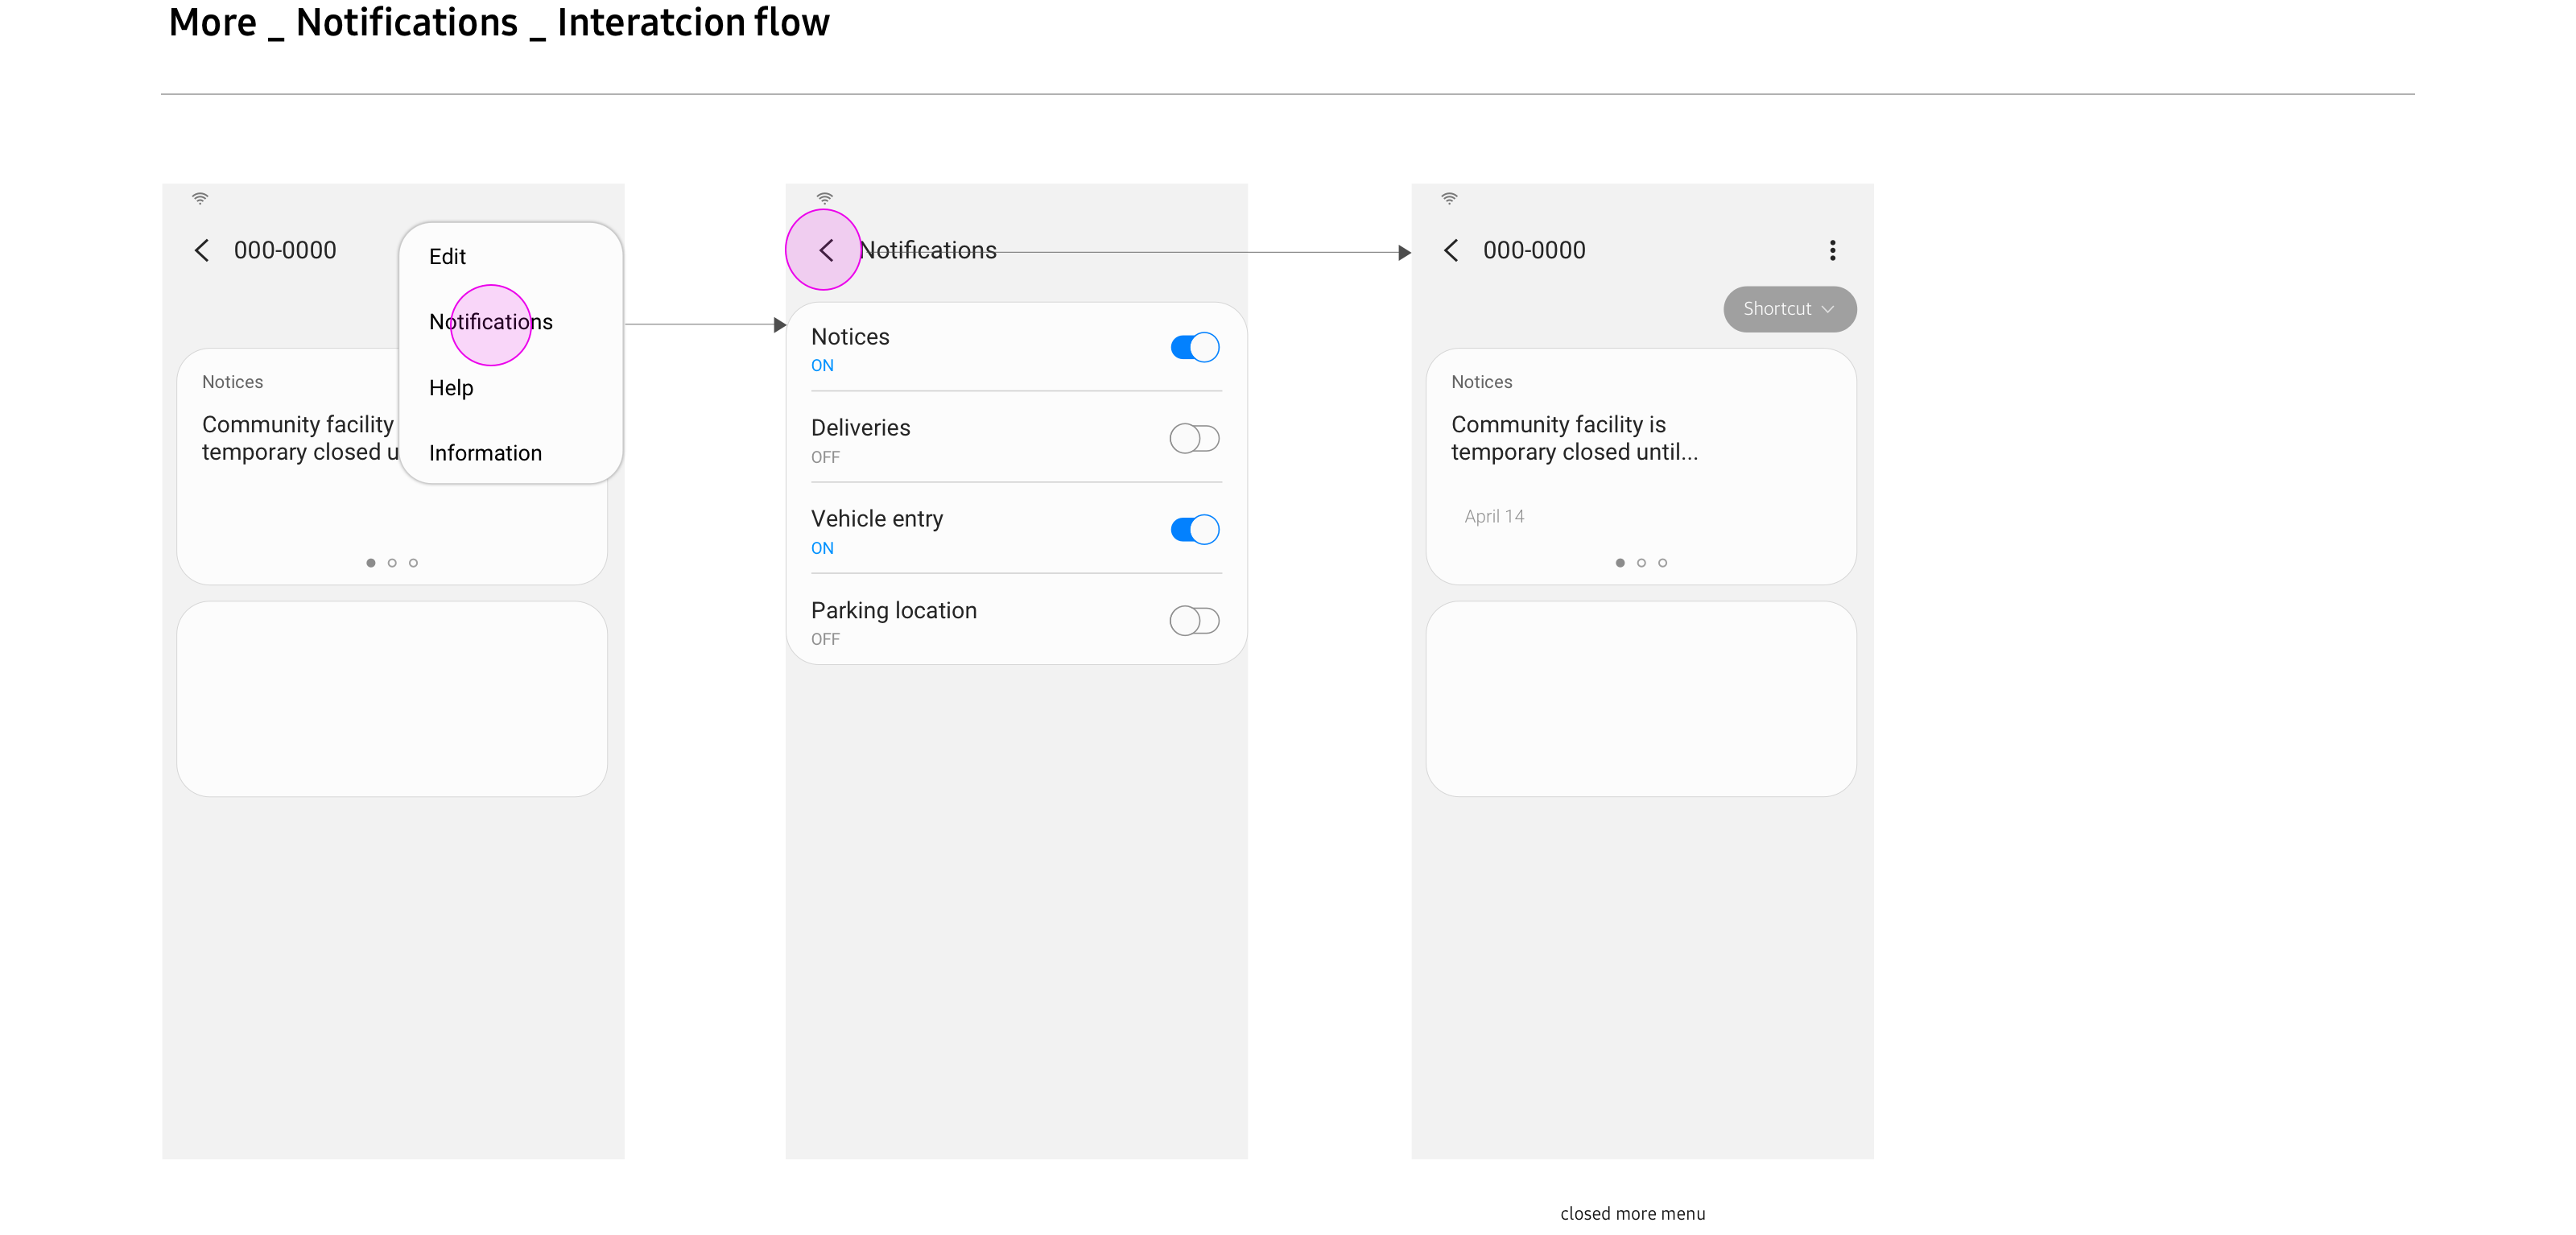 More _ Notifications _ Interatcion flow
000-0000
Edit
Notifications
Help
Information
Notices
Community facility
temporary closed u
Notifications
Notices
ON
Deliveries
OFF
Vehicle entry
ON
Parking location
OFF
000-0000
Shortcut
Notices
Community facility is
temporary closed until...
April 14
closed more menu